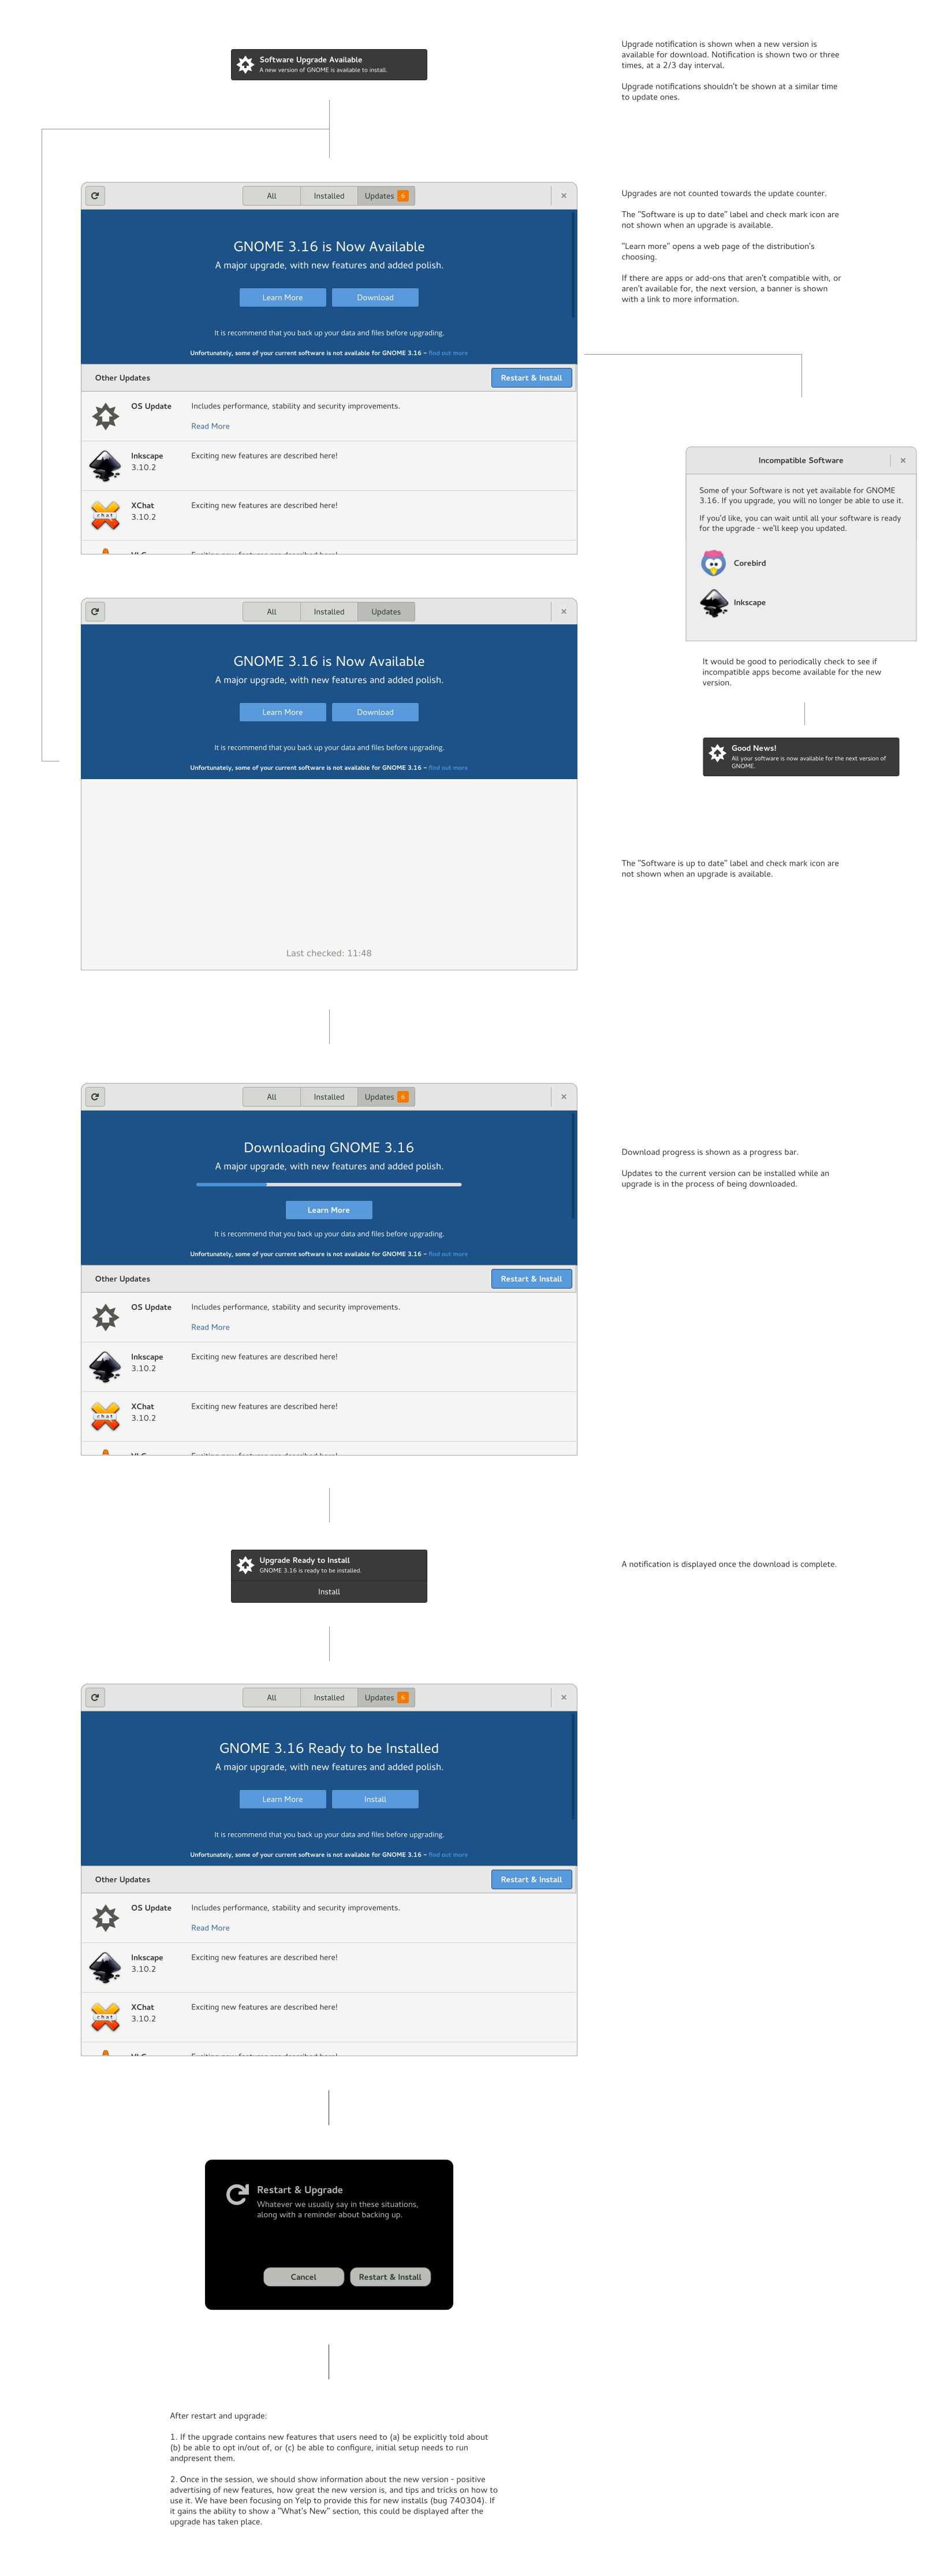 Software Upgrade Available
A new version of GNOME is available to install.
Upgrade notification is shown when a new version is
available for download. Notification is shown two or three
times, at a 2/3 day interval.
Upgrade notifications shouldn't be shown at a similar time
to update ones.
All
Installed
Updates 6
GNOME 3.16 is Now Available
A major upgrade, with new features and added polish.
Learn More
Download
It is recommend that you back up your data and files before upgrading.
Unfortunately, some of your current software is not available for GNOME 3.16 – find out more
Other Updates
Restart & Install
OS Update
Includes performance, stability and security improvements.
Read More
Inkscape
3.10.2
Exciting new features are described here!
chat
XChat
3.10.2
Exciting new features are described here!
Upgrades are not counted towards the update counter.
The "Software is up to date" label and check mark icon are
not shown when an upgrade is available.
"Learn more" opens a web page of the distribution's
choosing.
If there are apps or add-ons that aren't compatible with, or
aren't available for, the next version, a banner is shown
with a link to more information.
Incompatible Software
Some of your Software is not yet available for GNOME
3.16. If you upgrade, you will no longer be able to use it.
If you'd like, you can wait until all your software is ready
for the upgrade - we'll keep you updated.
Corebird
Inkscape
It would be good to periodically check to see if
incompatible apps become available for the new
version.
Good News!
All your software is now available for the next version of
GNOME.
All
Installed
Updates
GNOME 3.16 is Now Available
A major upgrade, with new features and added polish.
Learn More
Download
It is recommend that you back up your data and files before upgrading.
Unfortunately, some of your current software is not available for GNOME 3.16 – find out more
Last checked: 11:48
The "Software is up to date" label and check mark icon are
not shown when an upgrade is available.
All
Installed
Updates 6
Downloading GNOME 3.16
A major upgrade, with new features and added polish.
Learn More
It is recommend that you back up your data and files before upgrading.
Unfortunately, some of your current software is not available for GNOME 3.16 – find out more
Other Updates
Restart & Install
OS Update
Includes performance, stability and security improvements.
Read More
Inkscape
3.10.2
Exciting new features are described here!
chat
XChat
3.10.2
Exciting new features are described here!
Download progress is shown as a progress bar.
Updates to the current version can be installed while an
upgrade is in the process of being downloaded.
Upgrade Ready to Install
GNOME 3.16 is ready to be installed.
Install
A notification is displayed once the download is complete.
All
Installed
Updates 6
GNOME 3.16 Ready to be Installed
A major upgrade, with new features and added polish.
Learn More
Install
It is recommend that you back up your data and files before upgrading.
Unfortunately, some of your current software is not available for GNOME 3.16 – find out more
Other Updates
Restart & Install
OS Update
Includes performance, stability and security improvements.
Read More
Inkscape
3.10.2
Exciting new features are described here!
chat
XChat
3.10.2
Exciting new features are described here!
Restart & Upgrade
Whatever we usually say in these situations,
along with a reminder about backing up.
Cancel
Restart & Install
After restart and upgrade:
1. If the upgrade contains new features that users need to (a) be explicitly told about
(b) be able to opt in/out of, or (c) be able to configure, initial setup needs to run
andpresent them.
2. Once in the session, we should show information about the new version - positive
advertising of new features, how great the new version is, and tips and tricks on how to
use it. We have been focusing on Yelp to provide this for new installs (bug 740304). If
it gains the ability to show a "What's New" section, this could be displayed after the
upgrade has taken place.